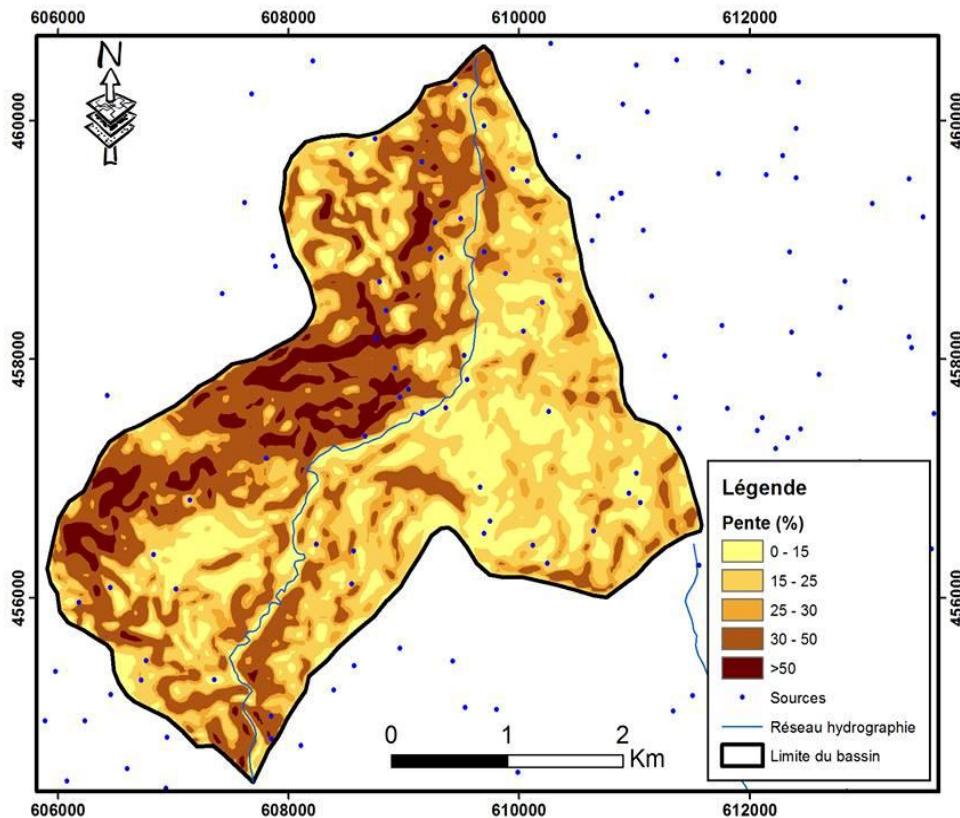 606000 608000 610000 612000
N
460000 460000
458000 458000
456000 456000
Légende
Pente (%)
0 - 15
15 - 25
25 - 30
30 - 50
>50
Sources
Réseau hydrographie
Limite du bassin
0 1 2
Km
606000 608000 610000 612000